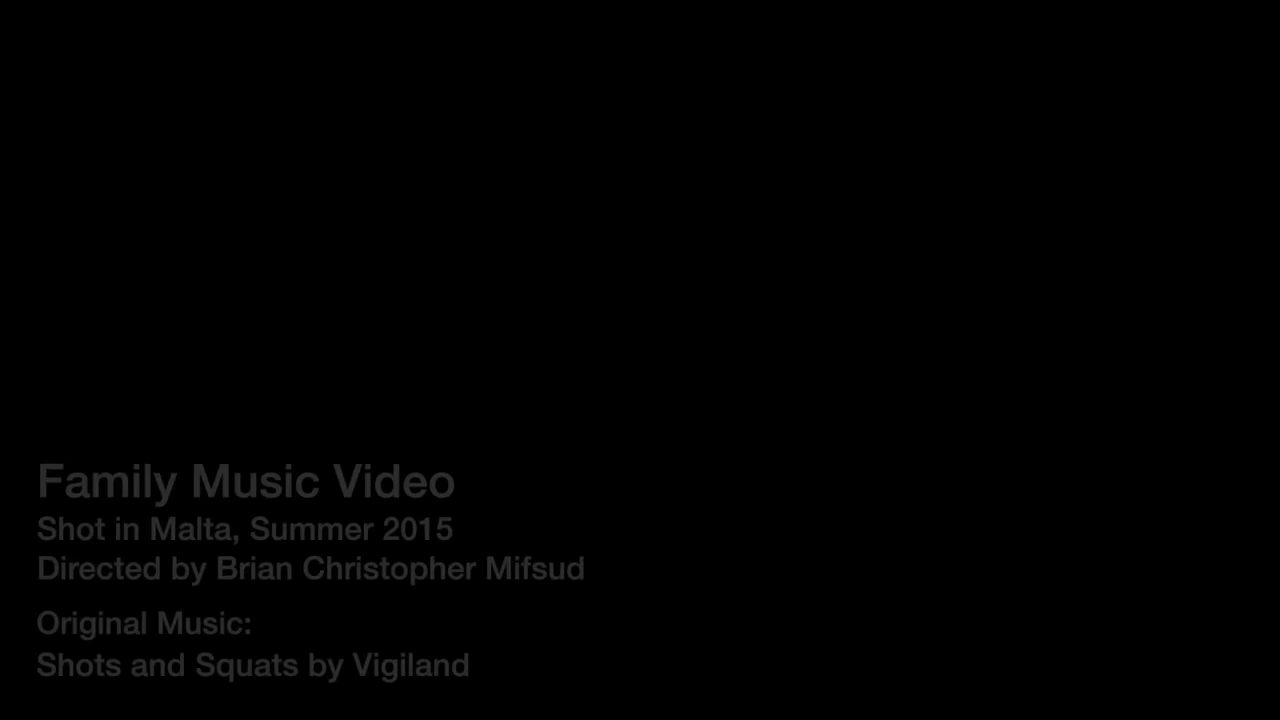 Family Music Video
Shot in Malta, Summer 2015
Directed by Brian Christopher Mifsud
Original Music:
Shots and Squats by Vigiland